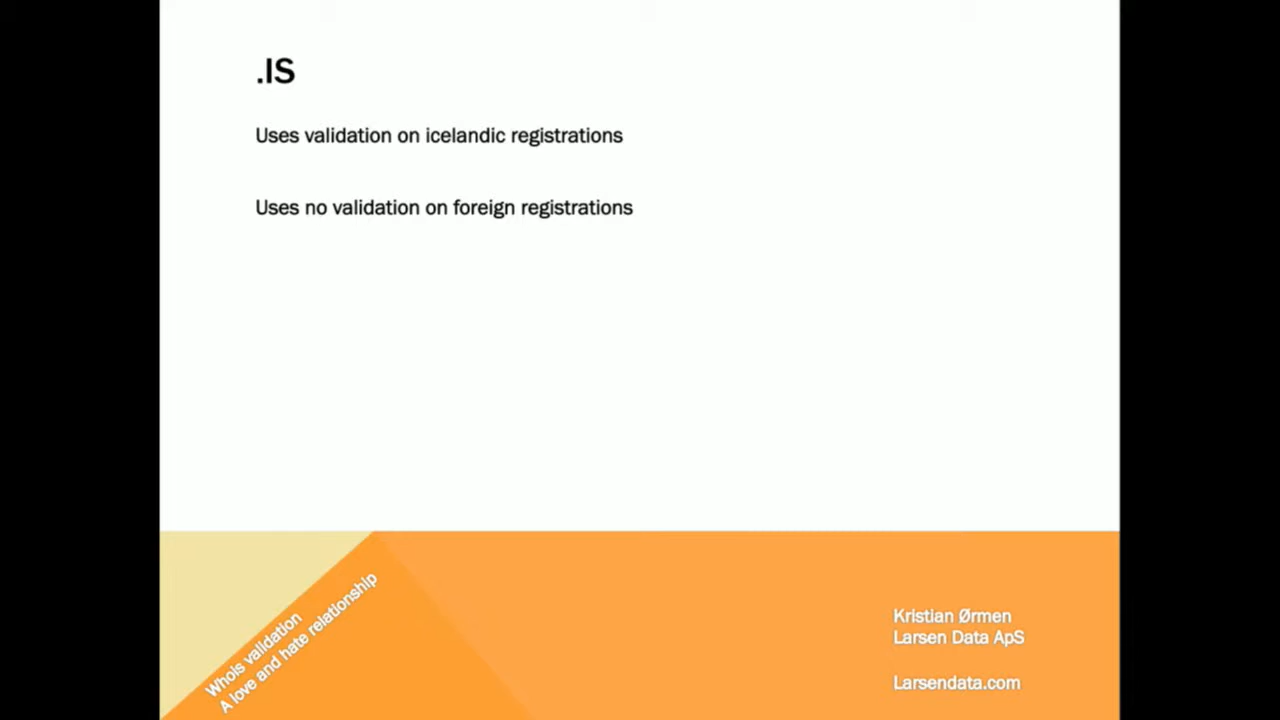 .IS
Uses validation on icelandic registrations
Uses no validation on foreign registrations
Whois validation
A love and hate relationship
Kristian Ørmen
Larsen Data ApS
Larsendata.com